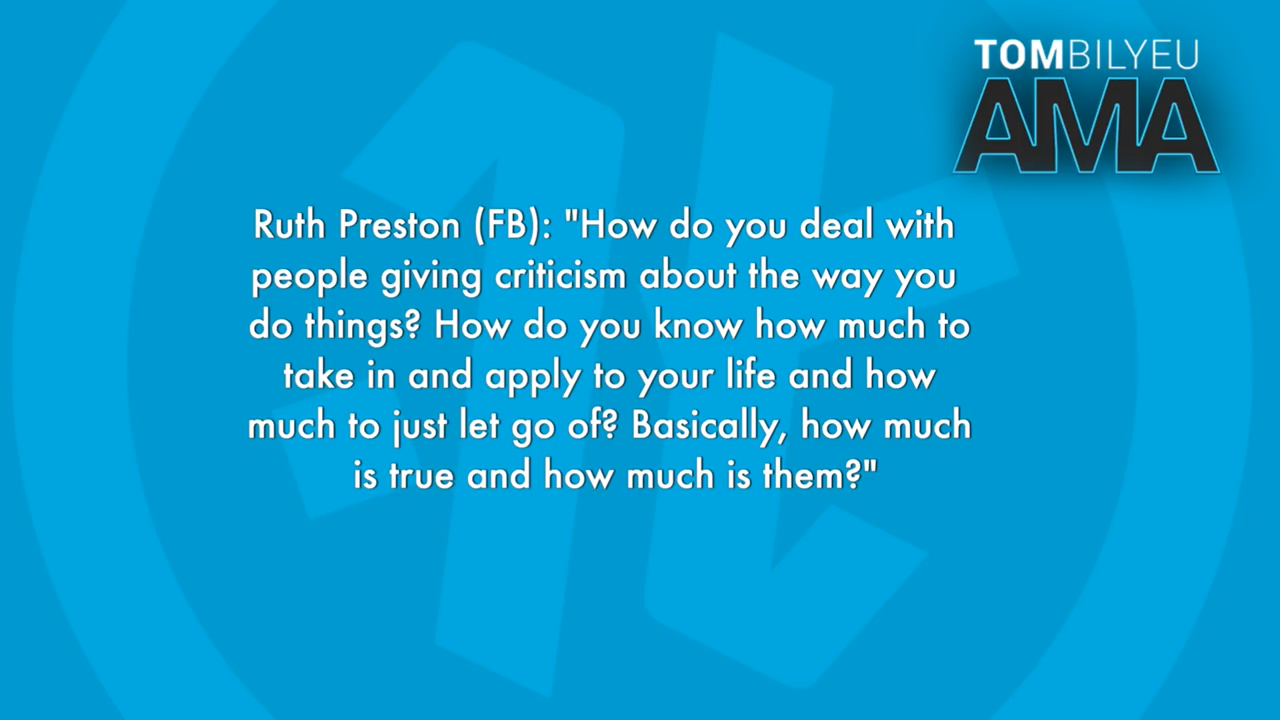 TOMBILYEU
AMA
Ruth Preston (FB): "How do you deal with
people giving criticism about the way you
do things? How do you know how much to
take in and apply to your life and how
much to just let go of? Basically, how much
is true and how much is them?"